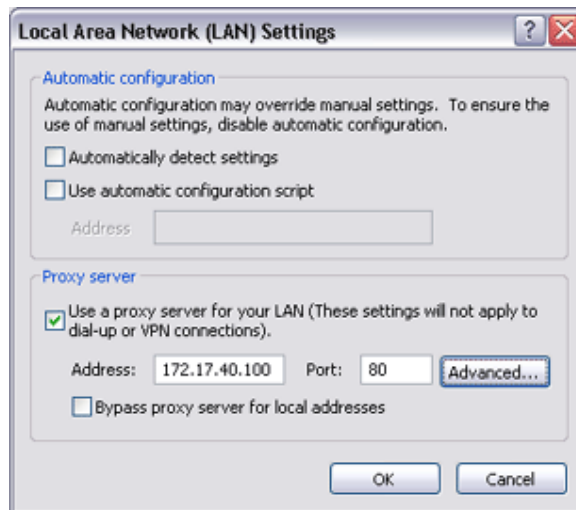 Local Area Network (LAN) Settings
Automatic configuration
Automatic configuration may override manual settings. To ensure the
use of manual settings, disable automatic configuration.
Automatically detect settings
Use automatic configuration script
Address
Proxy server
Use a proxy server for your LAN (These settings will not apply to
dial-up or VPN connections).
Address: 172.17.40.100 Port: 80 Advanced...
Bypass proxy server for local addresses
OK Cancel